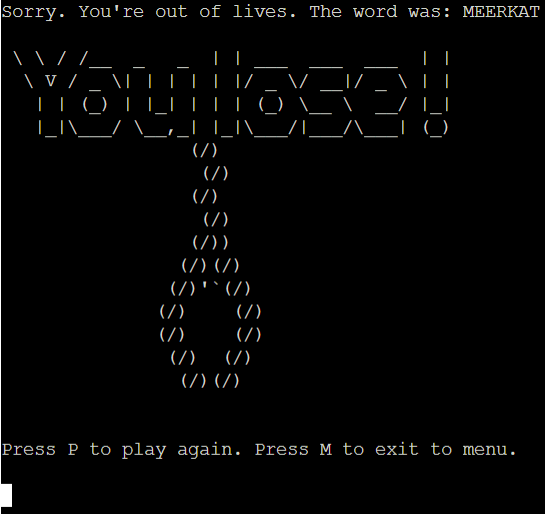 Sorry. You're out of lives. The word was: MEERKAT
You lose!
Press P to play again. Press M to exit to menu.